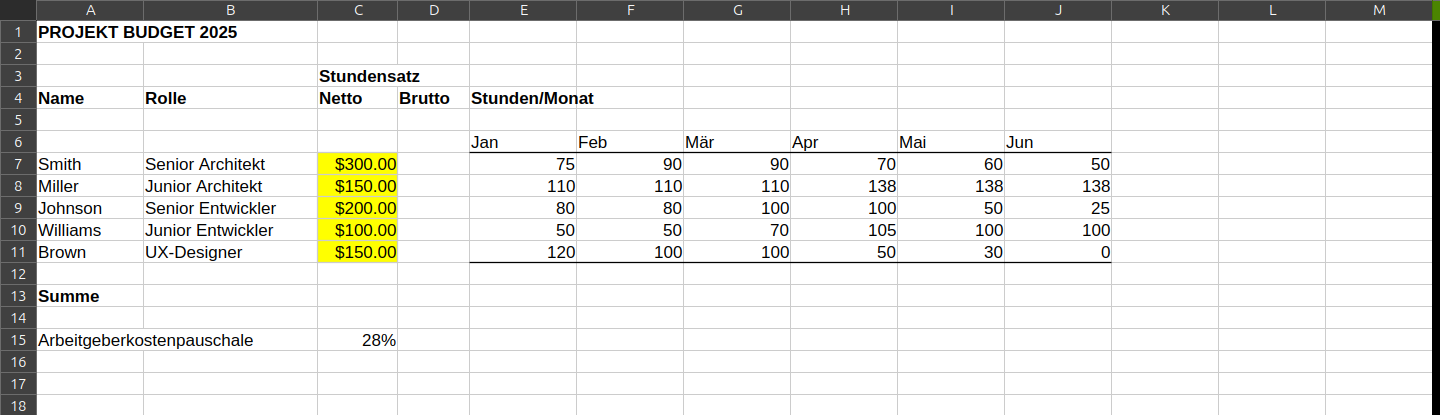 A B C D E F G H I J K L M
1 PROJEKT BUDGET 2025
2
3 Stundensatz
4 Name Rolle Netto Brutto Stunden/Monat
5
6 Jan Feb Mär Apr Mai Jun
7 Smith Senior Architekt $300.00 75 90 90 70 60 50
8 Miller Junior Architekt $150.00 110 110 110 138 138 138
9 Johnson Senior Entwickler $200.00 80 80 100 100 50 25
10 Williams Junior Entwickler $100.00 50 50 70 105 100 100
11 Brown UX-Designer $150.00 120 100 100 50 30 0
12
13 Summe
14
15 Arbeitgeberkostenpauschale 28%
16
17
18